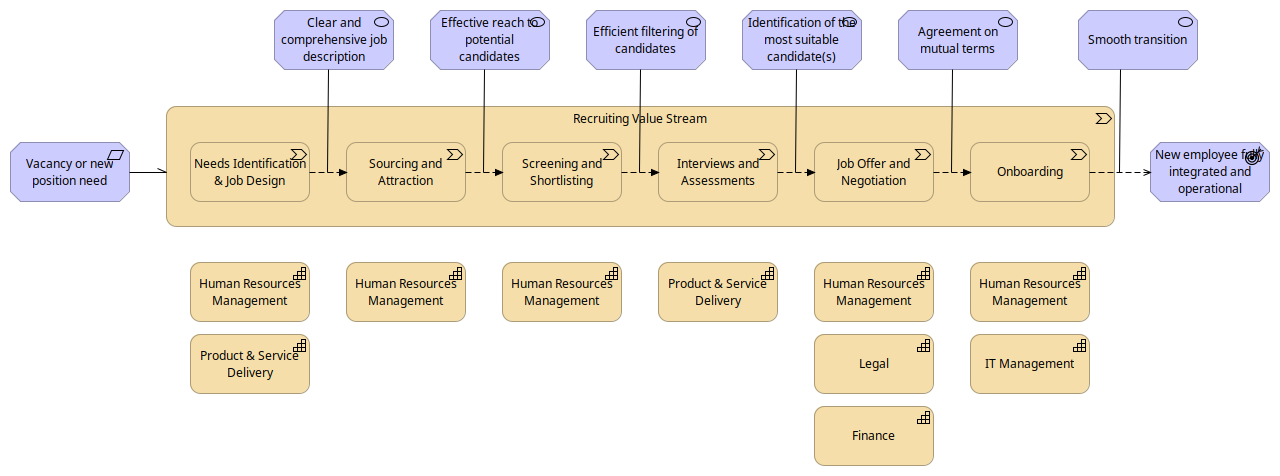 Clear and
comprehensive job
description
Effective reach to
potential
candidates
Efficient filtering of
candidates
Identification of the
most suitable
candidate(s)
Agreement on
mutual terms
Smooth transition
Recruiting Value Stream
Vacancy or new
position need
Needs Identification
& Job Design
Sourcing and
Attraction
Screening and
Shortlisting
Interviews and
Assessments
Job Offer and
Negotiation
Onboarding
New employee fully
integrated and
operational
Human Resources
Management
Human Resources
Management
Human Resources
Management
Product & Service
Delivery
Human Resources
Management
Human Resources
Management
Product & Service
Delivery
Legal
IT Management
Finance